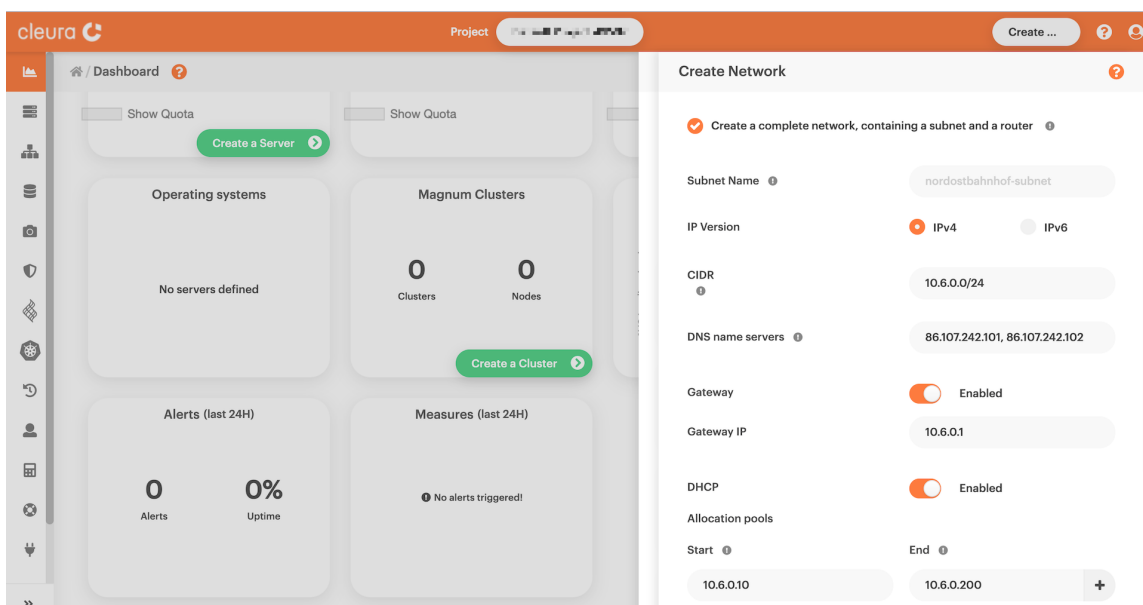 cleura
Project
Create ...
/ Dashboard
Show Quota
Show Quota
Create a Server
Operating systems
No servers defined
Magnum Clusters
0
0
Clusters
Nodes
Create a Cluster
Alerts (last 24H)
0
0%
Alerts
Uptime
Measures (last 24H)
No alerts triggered!
Create Network
Create a complete network, containing a subnet and a router
Subnet Name
nordostbahnhof-subnet
IP Version
IPv4
IPv6
CIDR
10.6.0.0/24
DNS name servers
86.107.242.101, 86.107.242.102
Gateway
Enabled
Gateway IP
10.6.0.1
DHCP
Enabled
Allocation pools
Start
End
10.6.0.10
10.6.0.200